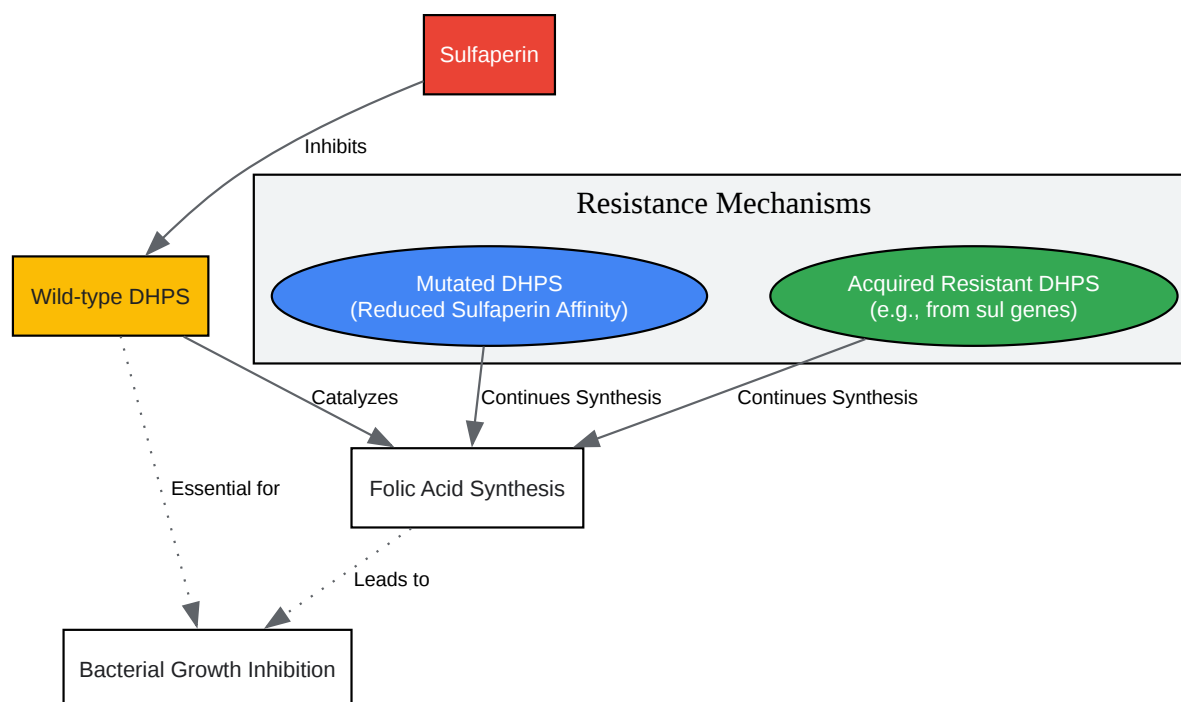 Sulfaperin
Inhibits
Resistance Mechanisms
Wild-type DHPS
Mutated DHPS
(Reduced Sulfaperin Affinity)
Acquired Resistant DHPS
(e.g., from sul genes)
Catalyzes
Continues Synthesis
Continues Synthesis
Essential for
Folic Acid Synthesis
Leads to
Bacterial Growth Inhibition